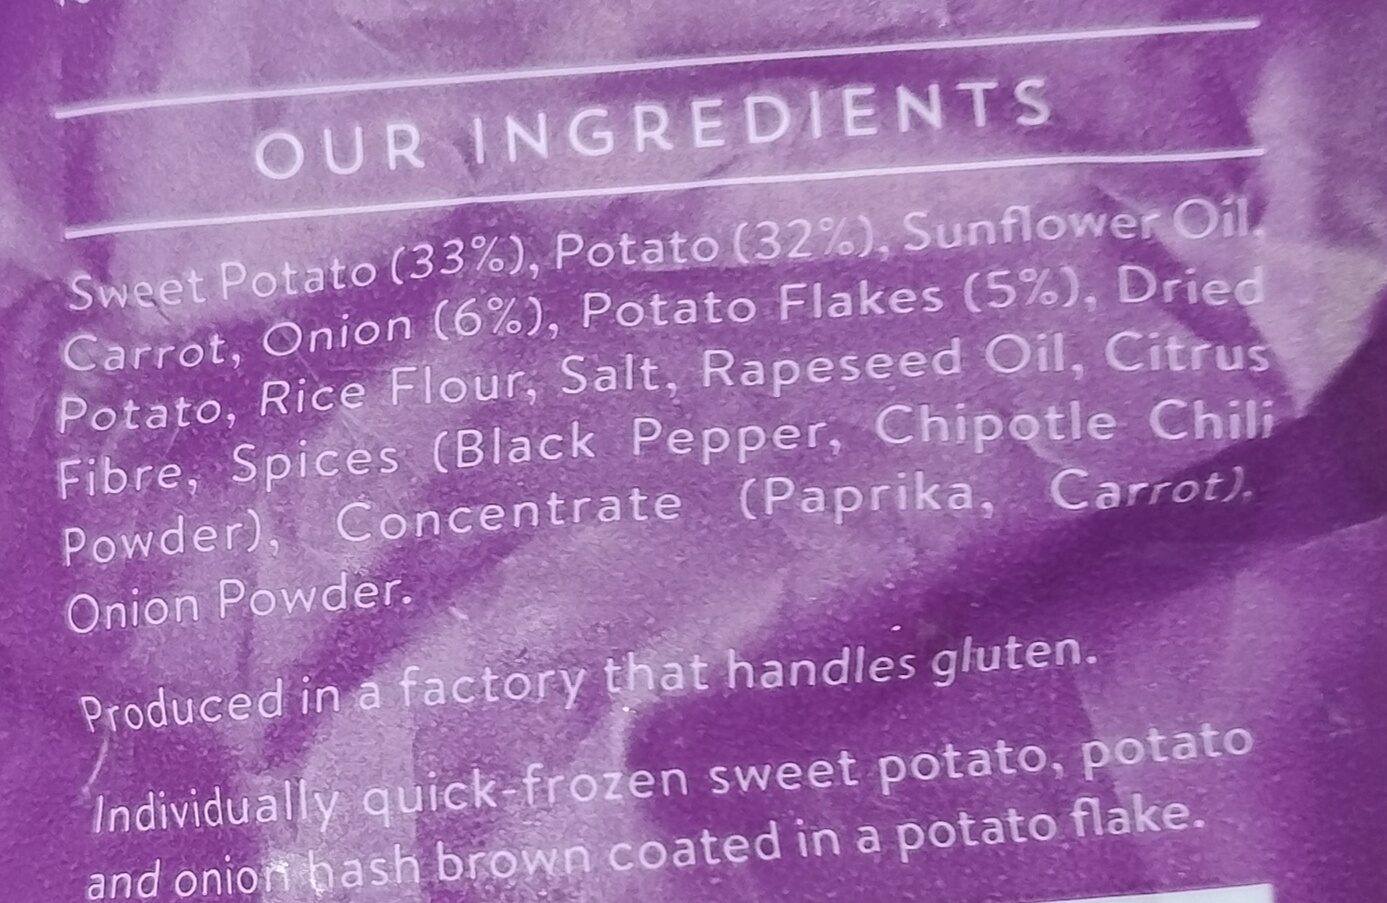 OUR INGREDIENTS
Sweet Potato (33%), Potato (32%), Sunflower Oil,
Carrot, Onion (6%), Potato Flakes (5%), Dried
Potato, Rice Flour, Salt, Rapeseed Oil, Citrus
Fibre, Spices (Black Pepper, Chipotle Chili
Powder), Concentrate (Paprika, Carrot),
Onion Powder.
Produced in a factory that handles gluten.
Individually quick-frozen sweet potato, potato
and onion hash brown coated in a potato flake.